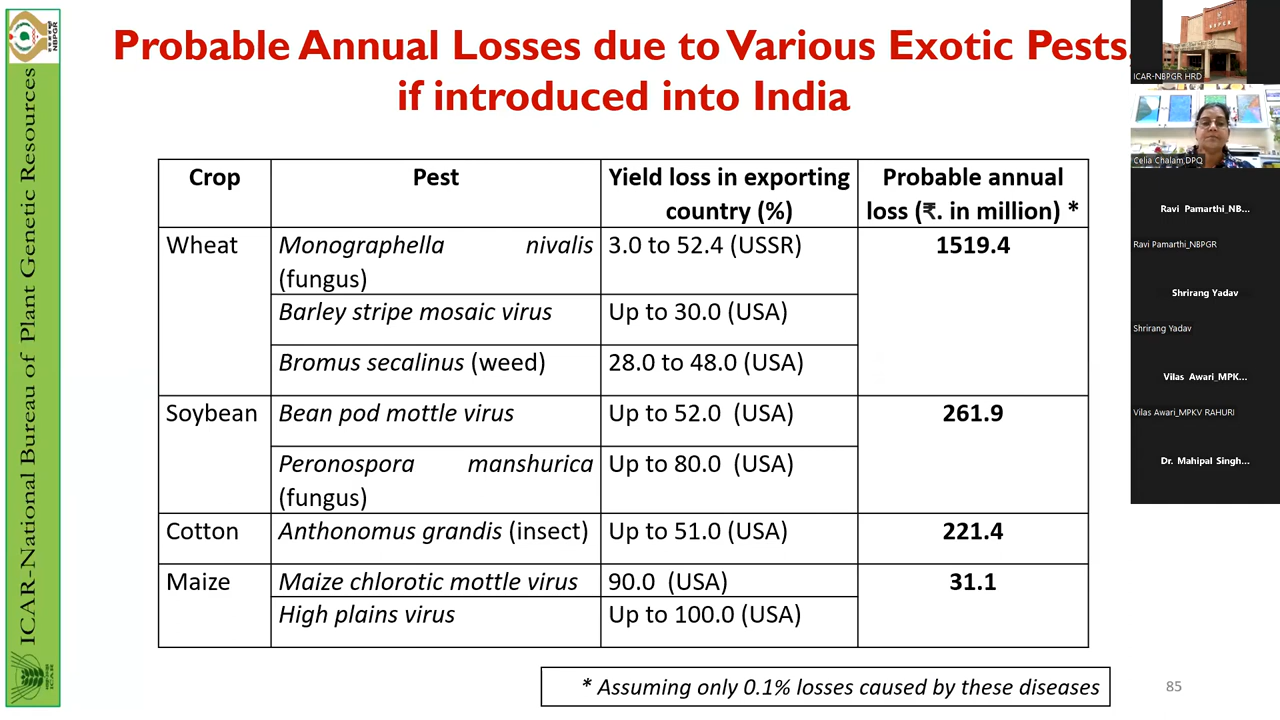 Probable Annual Losses due to Various Exotic Pests,
if introduced into India
Crop Pest Yield loss in exporting country (%) Probable annual loss (₹. in million) *
Wheat Monographella nivalis (fungus) 3.0 to 52.4 (USSR) 1519.4
Barley stripe mosaic virus Up to 30.0 (USA)
Bromus secalinus (weed) 28.0 to 48.0 (USA)
Soybean Bean pod mottle virus Up to 52.0 (USA) 261.9
Peronospora manshurica (fungus) Up to 80.0 (USA)
Cotton Anthonomus grandis (insect) Up to 51.0 (USA) 221.4
Maize Maize chlorotic mottle virus 90.0 (USA) 31.1
High plains virus Up to 100.0 (USA)
* Assuming only 0.1% losses caused by these diseases
85
ICAR-National Bureau of Plant Genetic Resources
NBPGR
ICAR
NBPGR
ICAR-NBPGR HRD
Celia Chalam,DPQ
Ravi Pamarthi_NB...
Ravi Pamarthi_NBPGR
Shrirang Yadav
Shrirang Yadav
Vilas Awari_MPK...
Vilas Awari_MPKV RAHURI
Dr. Mahipal Singh...